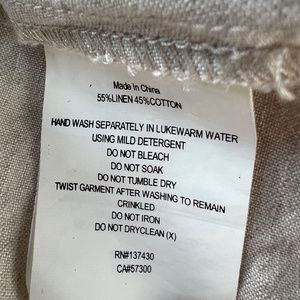 Made In China
55%LINEN 45%COTTON
HAND WASH SEPARATELY IN LUKEWARM WATER
USING MILD DETERGENT
DO NOT BLEACH
DO NOT SOAK
DO NOT TUMBLE DRY
TWIST GARMENT AFTER WASHING TO REMAIN
CRINKLED
DO NOT IRON
DO NOT DRYCLEAN (X)
RN#137430
CA#57300